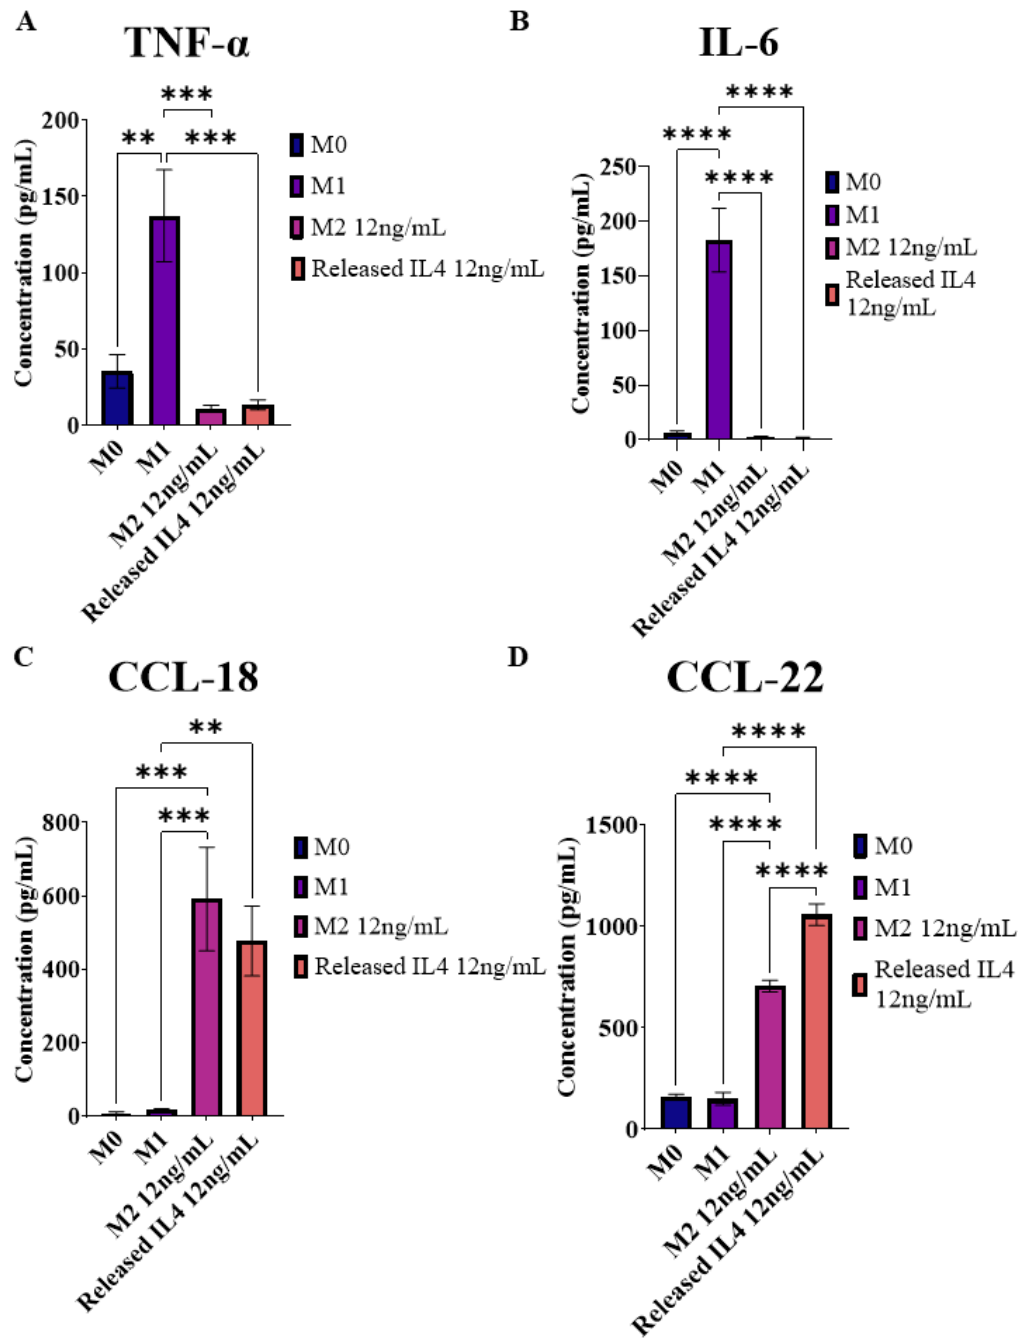 A
TNF-α
***
**
***
200
150
100
50
0
Concentration (pg/mL)
M0
M1
M2 12ng/mL
Released IL4 12ng/mL
M0
M1
M2 12ng/mL
Released IL4 12ng/mL
B
IL-6
****
****
****
250
200
150
100
50
0
Concentration (pg/mL)
M0
M1
M2 12ng/mL
Released IL4 12ng/mL
M0
M1
M2 12ng/mL
Released IL4
12ng/mL
C
CCL-18
**
***
***
800
600
400
200
0
Concentration (pg/mL)
M0
M1
M2 12ng/mL
Released IL4 12ng/mL
M0
M1
M2 12ng/mL
Released IL4 12ng/mL
D
CCL-22
****
****
****
****
1500
1000
500
0
Concentration (pg/mL)
M0
M1
M2 12ng/mL
Released IL4 12ng/mL
M0
M1
M2 12ng/mL
Released IL4
12ng/mL